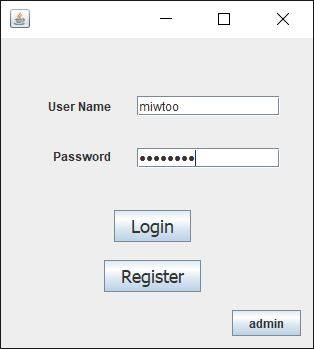 User Name miwtoo
Password ••••••••
Login
Register
admin